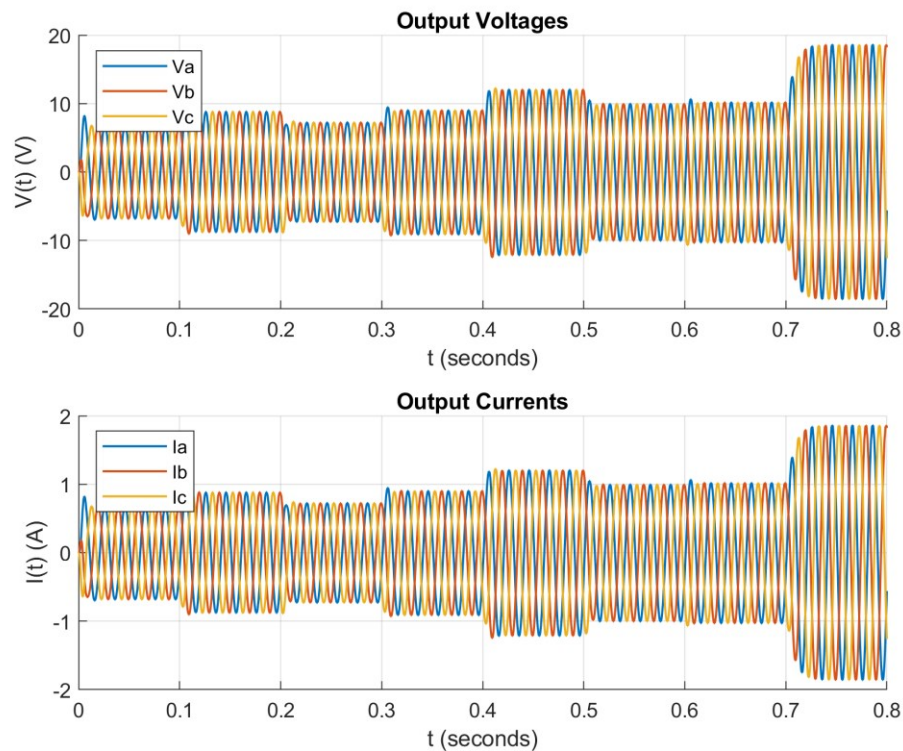 Output Voltages
20
10
0
-10
-20
V(t) (V)
Va
Vb
Vc
0 0.1 0.2 0.3 0.4 0.5 0.6 0.7 0.8
t (seconds)
Output Currents
2
1
0
-1
-2
I(t) (A)
Ia
Ib
Ic
0 0.1 0.2 0.3 0.4 0.5 0.6 0.7 0.8
t (seconds)